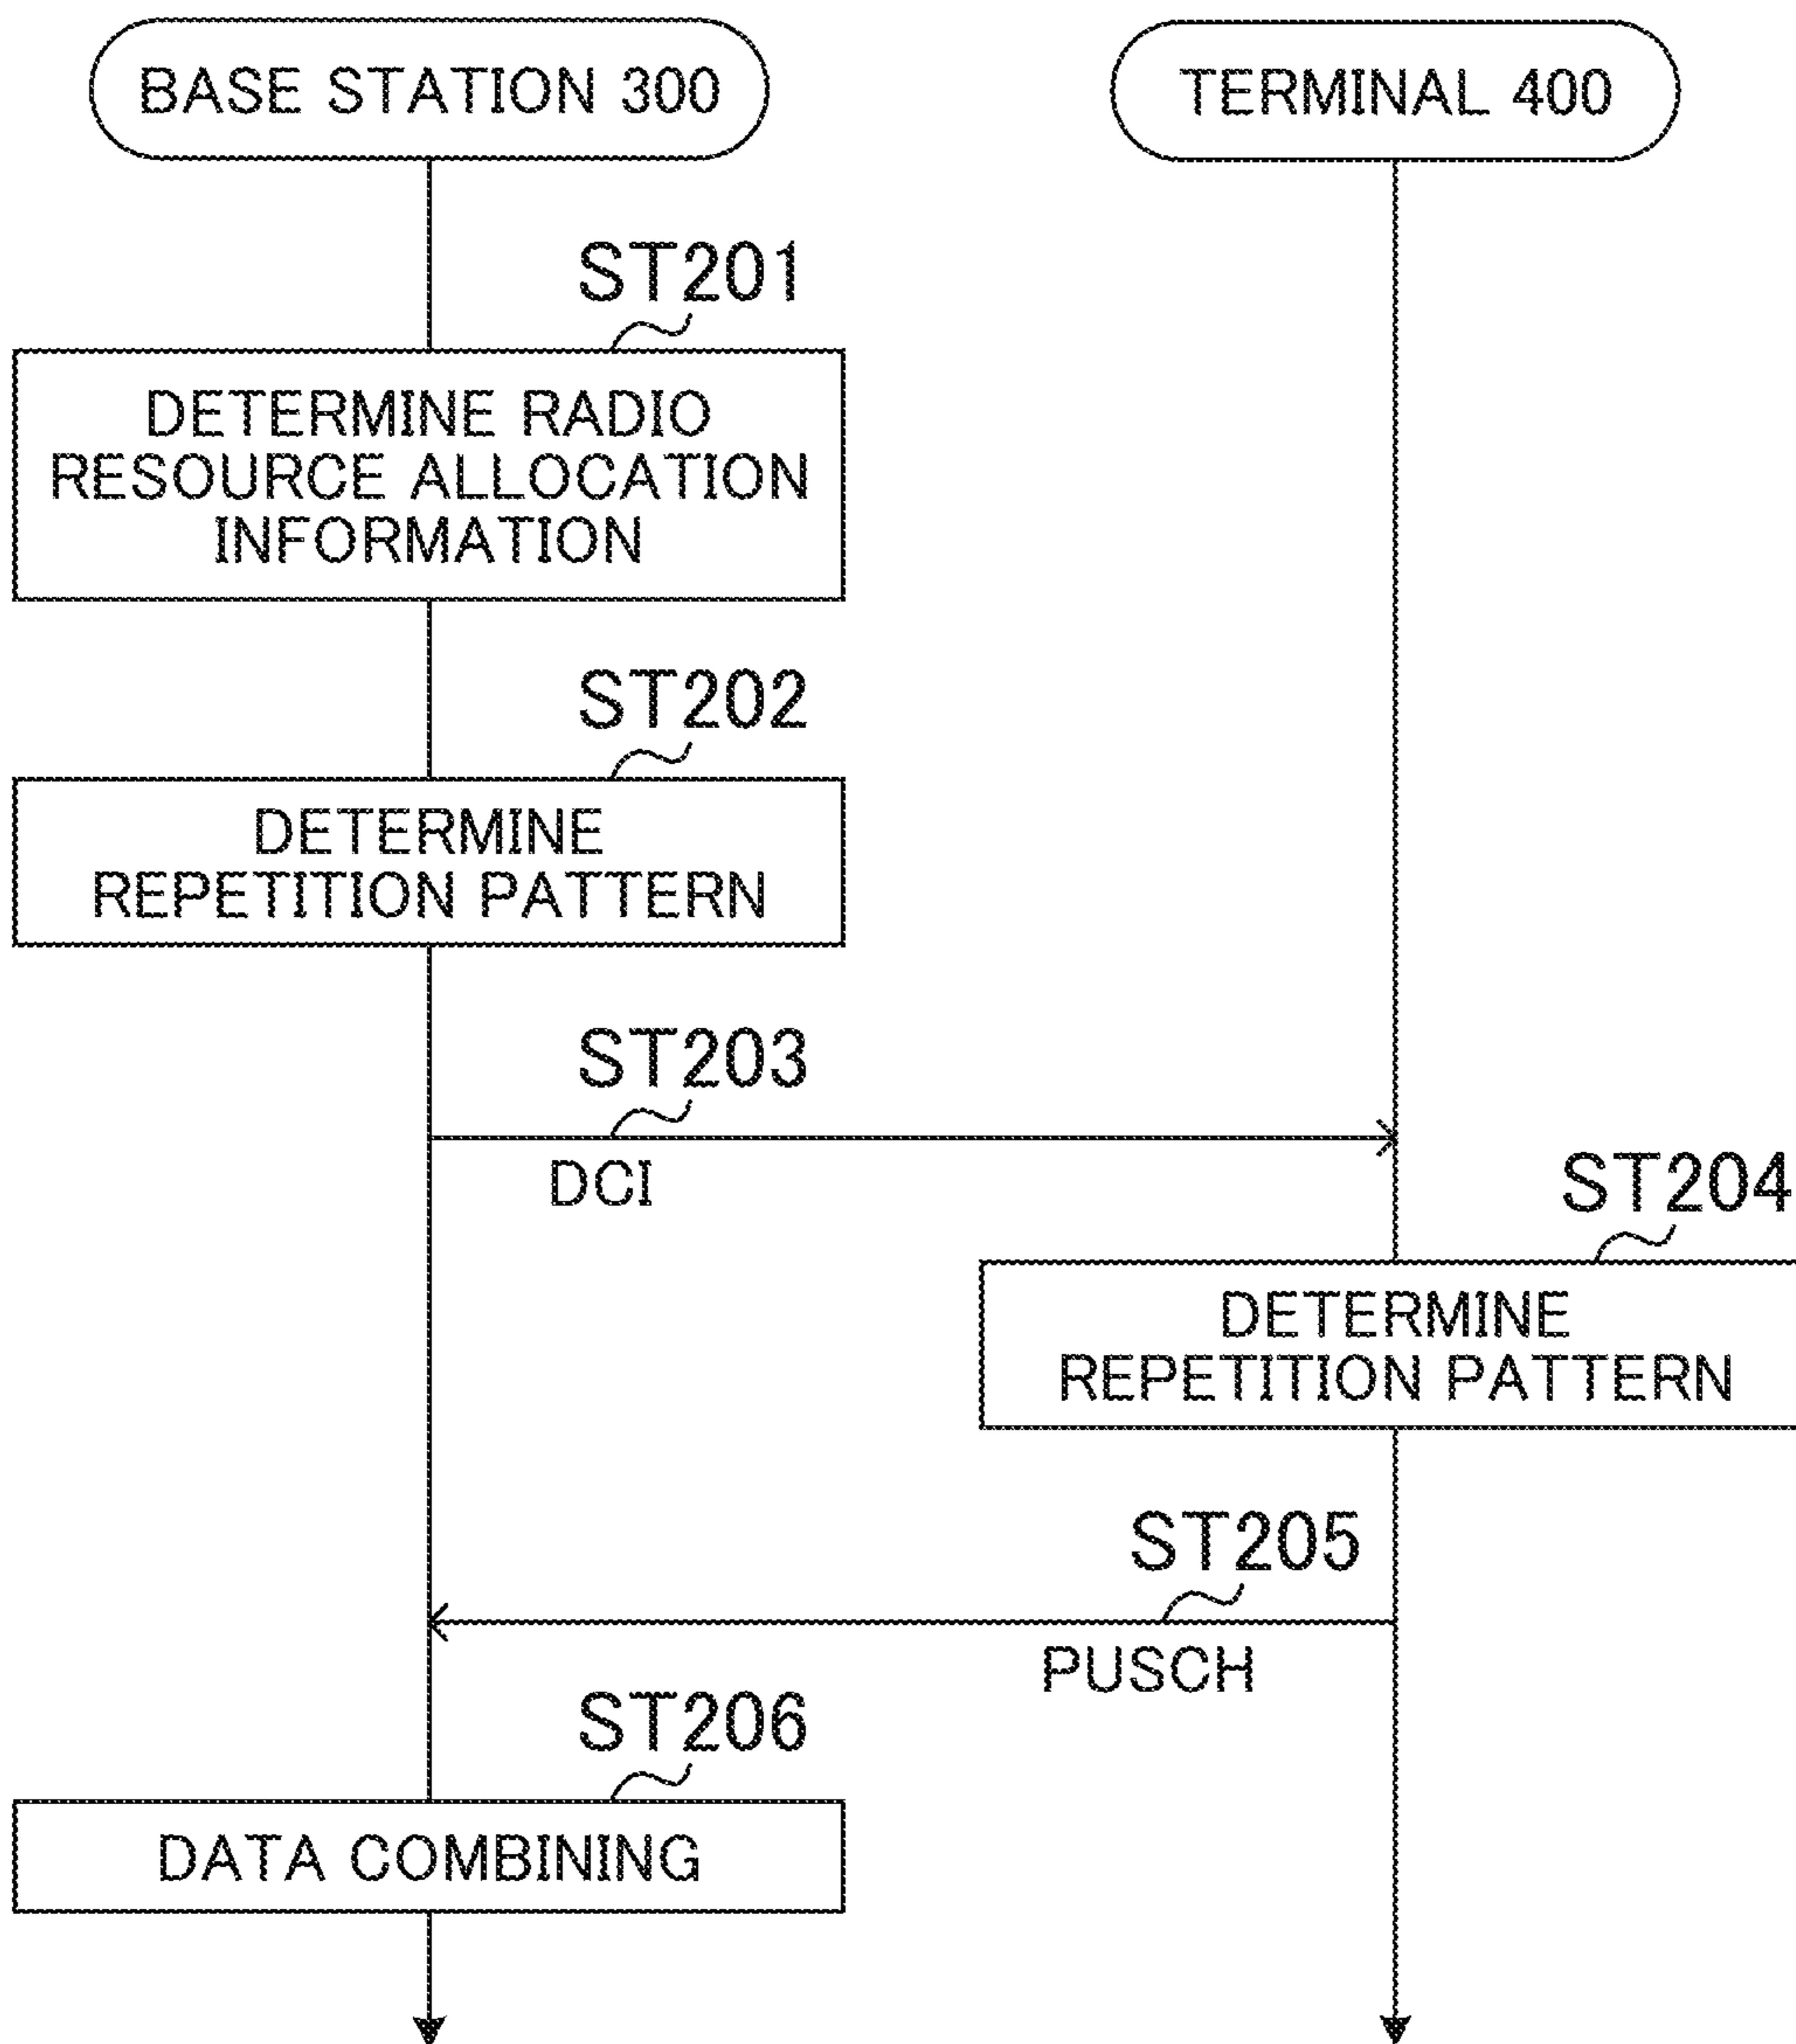 BASE STATION 300
TERMINAL 400
ST201
DETERMINE RADIO
RESOURCE ALLOCATION
INFORMATION
ST202
DETERMINE
REPETITION PATTERN
ST203
DCI
ST204
DETERMINE
REPETITION PATTERN
ST205
PUSCH
ST206
DATA COMBINING